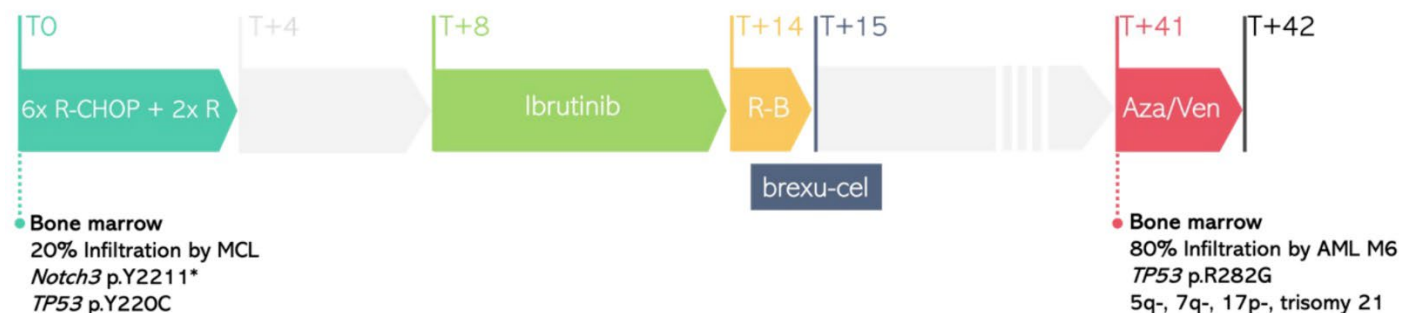 T0
T+4
T+8
T+14
T+15
T+41
T+42
6x R-CHOP + 2x R
Ibrutinib
R-B
Aza/Ven
brexu-cel
Bone marrow
20% Infiltration by MCL
Notch3 p.Y2211*
TP53 p.Y220C
Bone marrow
80% Infiltration by AML M6
TP53 p.R282G
5q-, 7q-, 17p-, trisomy 21